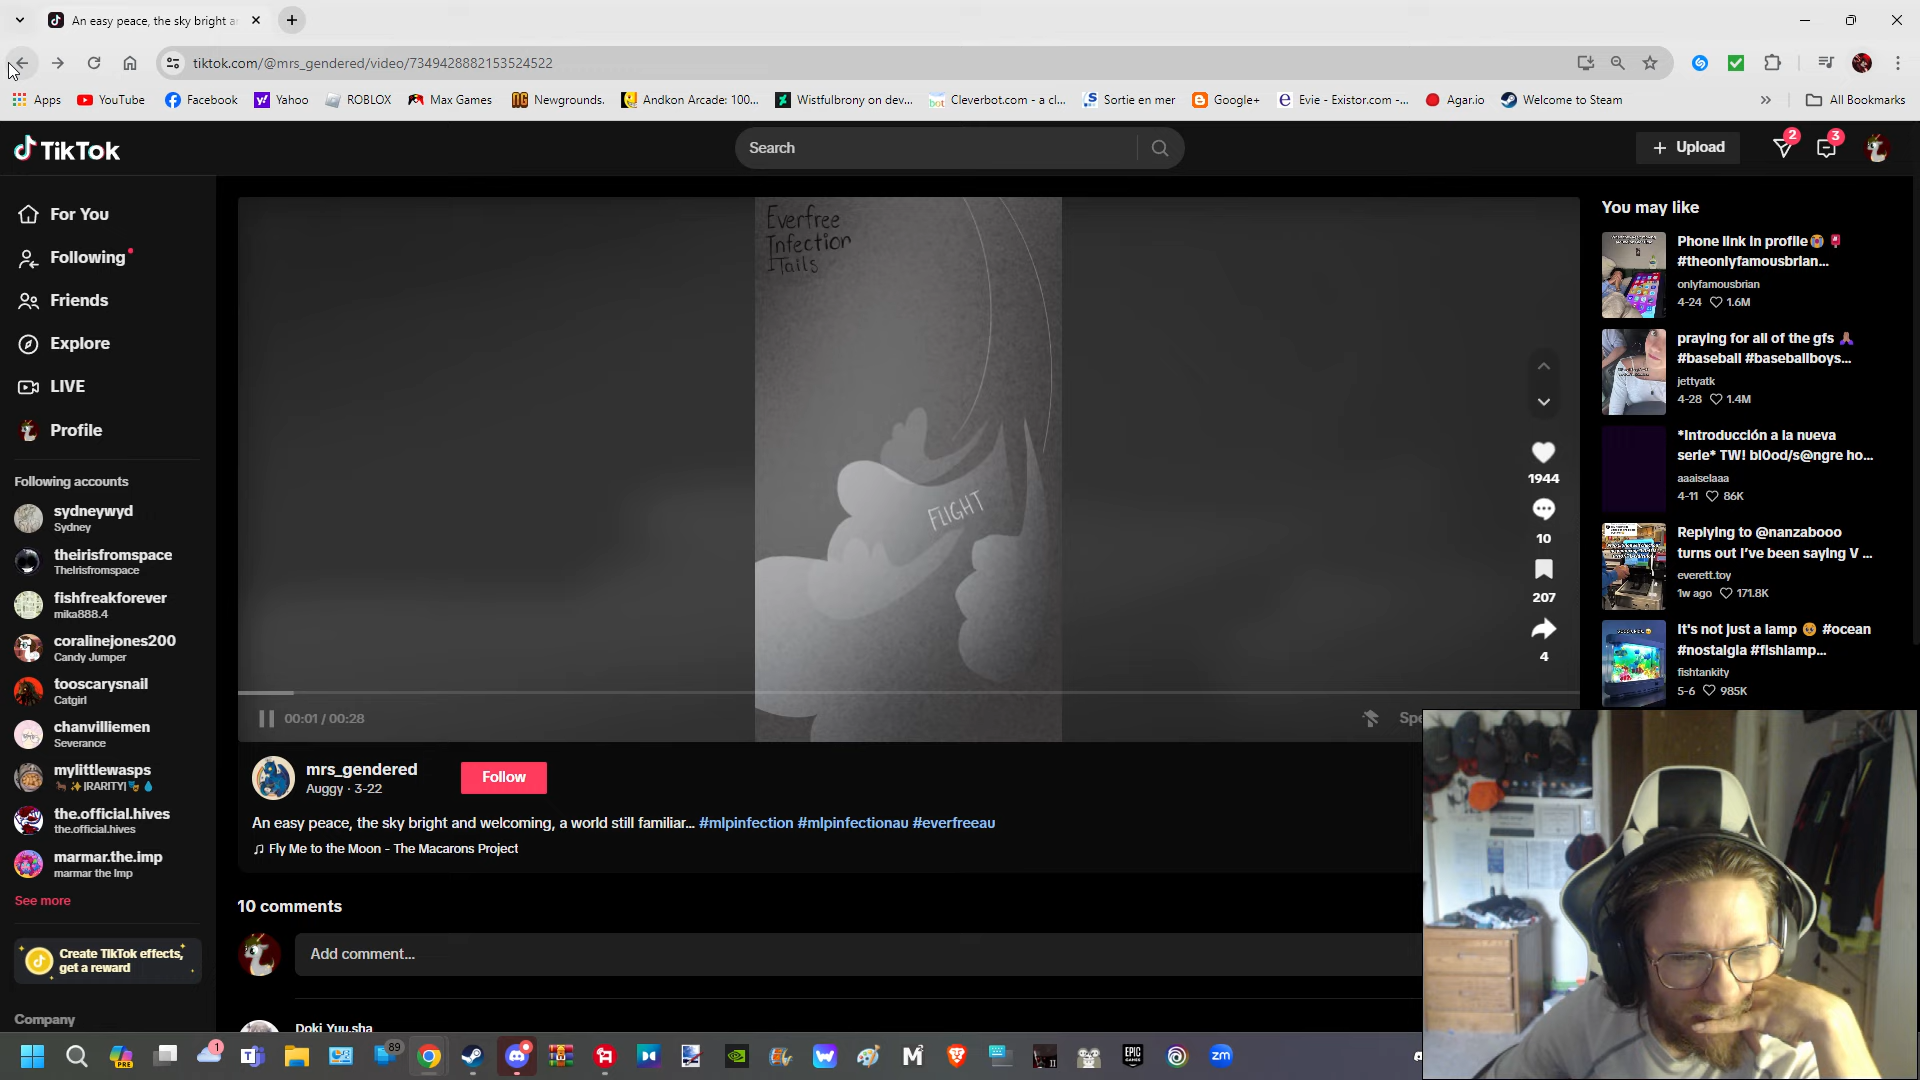 An easy peace, the sky bright a
tiktok.com/@mrs_gendered/video/7349428882153524522
Apps YouTube Facebook Yahoo ROBLOX Max Games Newgrounds. Andkon Arcade: 100... Wistfulbrony on dev... Cleverbot.com - a cl... Sortie en mer Google+ Evie - Existor.com -... Agar.io Welcome to Steam » All Bookmarks
TikTok
Search
Upload
2
3
For You
Following
Friends
Explore
LIVE
Profile
Following accounts
sydneywyd
Sydney
theirisfromspace
TheIrisfromspace
fishfreakforever
mika888.4
coralinejones200
Candy Jumper
tooscarysnail
Catgirl
chanvilliemen
Severance
mylittlewasps
|RARITY|
the.official.hives
the.official.hives
marmar.the.imp
marmar the Imp
See more
Create TikTok effects,
get a reward
Company
Everfree
Infection
Tails
FLIGHT
1944
10
207
4
00:01 / 00:28
Spe
mrs_gendered
Auggy · 3-22
Follow
An easy peace, the sky bright and welcoming, a world still familiar... #mlpinfection #mlpinfectionau #everfreeau
Fly Me to the Moon - The Macarons Project
10 comments
Add comment...
Doki Yuu.sha
You may like
Phone link in profile
#theonlyfamousbrian...
onlyfamousbrian
4-24 1.6M
praying for all of the gfs
#baseball #baseballboys...
jettyatk
4-28 1.4M
*Introducción a la nueva
serie* TW! bl0od/s@ngre ho...
aaaiselaaa
4-11 86K
Replying to @nanzabooo
turns out I've been saying V ...
everett.toy
1w ago 171.8K
It's not just a lamp #ocean
#nostalgia #fishlamp...
fishtankity
5-6 985K
PRE
1
89
EPIC
GAMES
zm